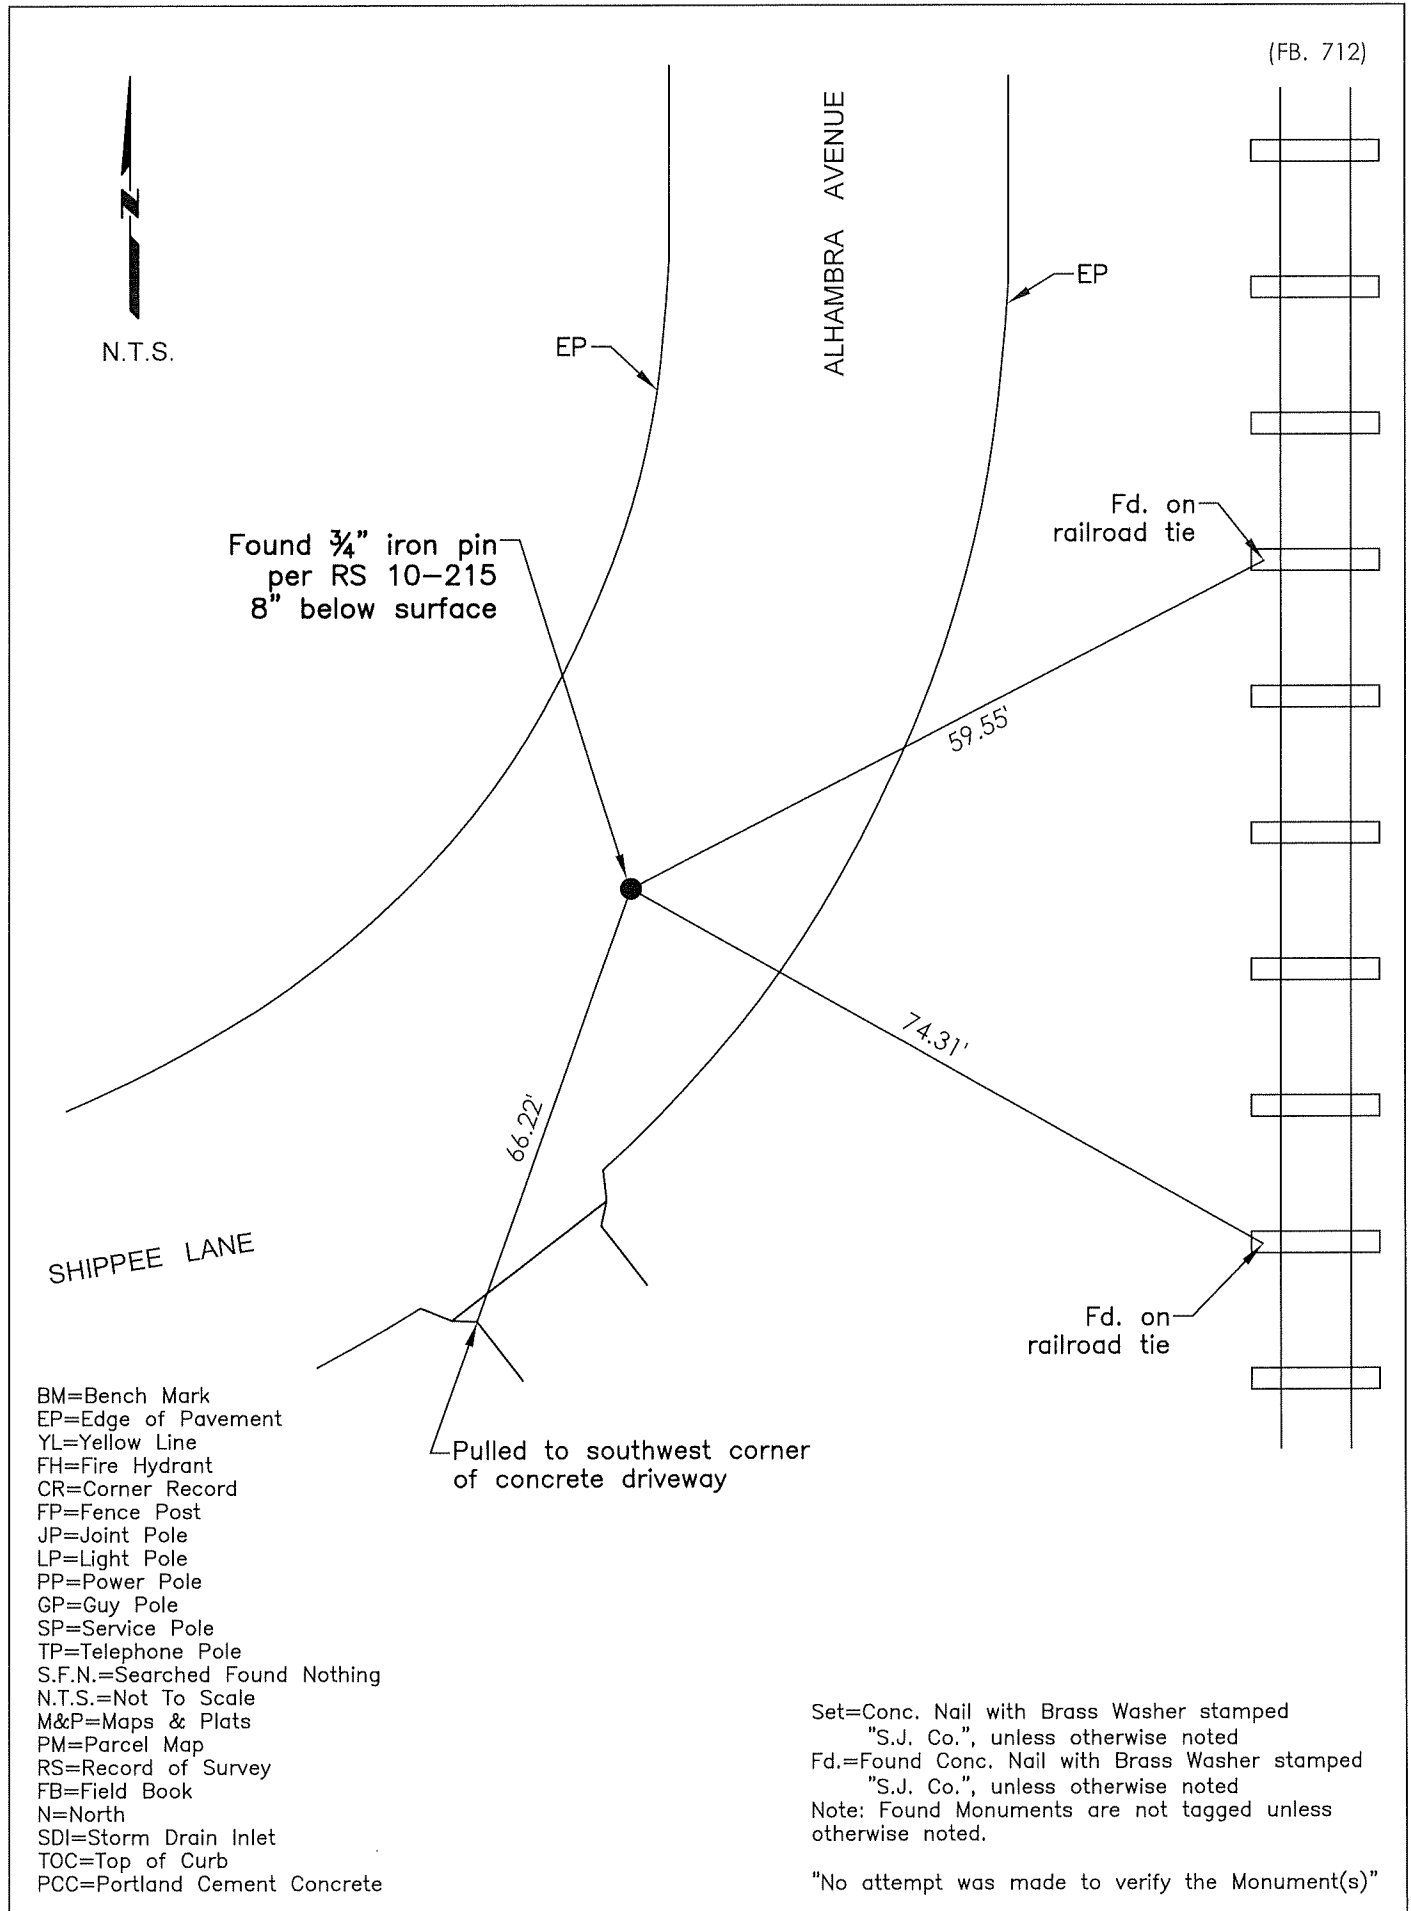 (FB. 712)
N
N.T.S.
ALHAMBRA AVENUE
EP
EP
Fd. on
railroad tie
Found ¾" iron pin
per RS 10-215
8" below surface
59.55'
74.31'
66.22'
SHIPPEE LANE
Fd. on
railroad tie
Pulled to southwest corner
of concrete driveway
BM=Bench Mark
EP=Edge of Pavement
YL=Yellow Line
FH=Fire Hydrant
CR=Corner Record
FP=Fence Post
JP=Joint Pole
LP=Light Pole
PP=Power Pole
GP=Guy Pole
SP=Service Pole
TP=Telephone Pole
S.F.N.=Searched Found Nothing
N.T.S.=Not To Scale
M&P=Maps & Plats
PM=Parcel Map
RS=Record of Survey
FB=Field Book
N=North
SDI=Storm Drain Inlet
TOC=Top of Curb
PCC=Portland Cement Concrete
Set=Conc. Nail with Brass Washer stamped
"S.J. Co.", unless otherwise noted
Fd.=Found Conc. Nail with Brass Washer stamped
"S.J. Co.", unless otherwise noted
Note: Found Monuments are not tagged unless
otherwise noted.
"No attempt was made to verify the Monument(s)"